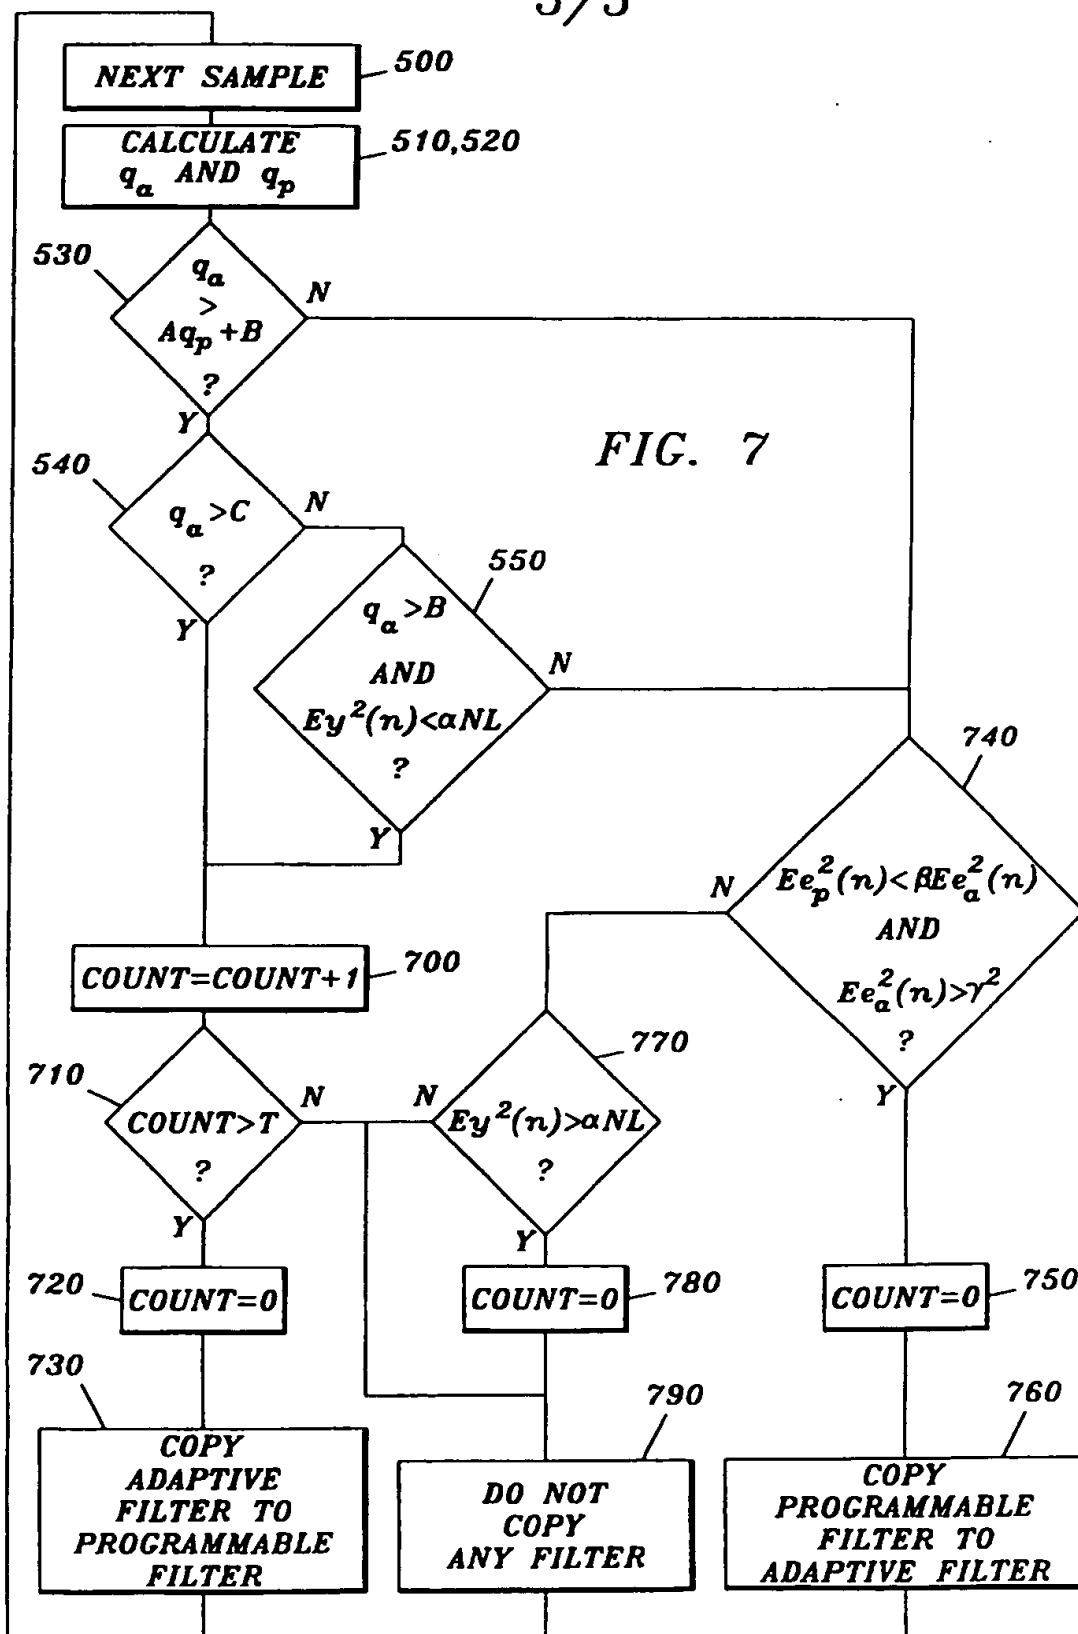 3/3
NEXT SAMPLE
500
CALCULATE
q_a AND q_p
510,520
530
q_a
>
Aq_p+B
?
N
Y
FIG. 7
540
q_a>C
?
N
Y
550
q_a>B
AND
Ey²(n)<αNL
?
N
Y
740
Ee_p²(n)<βEe_a²(n)
AND
Ee_a²(n)>γ²
?
N
Y
COUNT=COUNT+1
700
710
COUNT>T
?
N
Y
770
Ey²(n)>αNL
?
N
Y
720
COUNT=0
COUNT=0
780
COUNT=0
750
730
COPY
ADAPTIVE
FILTER TO
PROGRAMMABLE
FILTER
790
DO NOT
COPY
ANY FILTER
760
COPY
PROGRAMMABLE
FILTER TO
ADAPTIVE FILTER